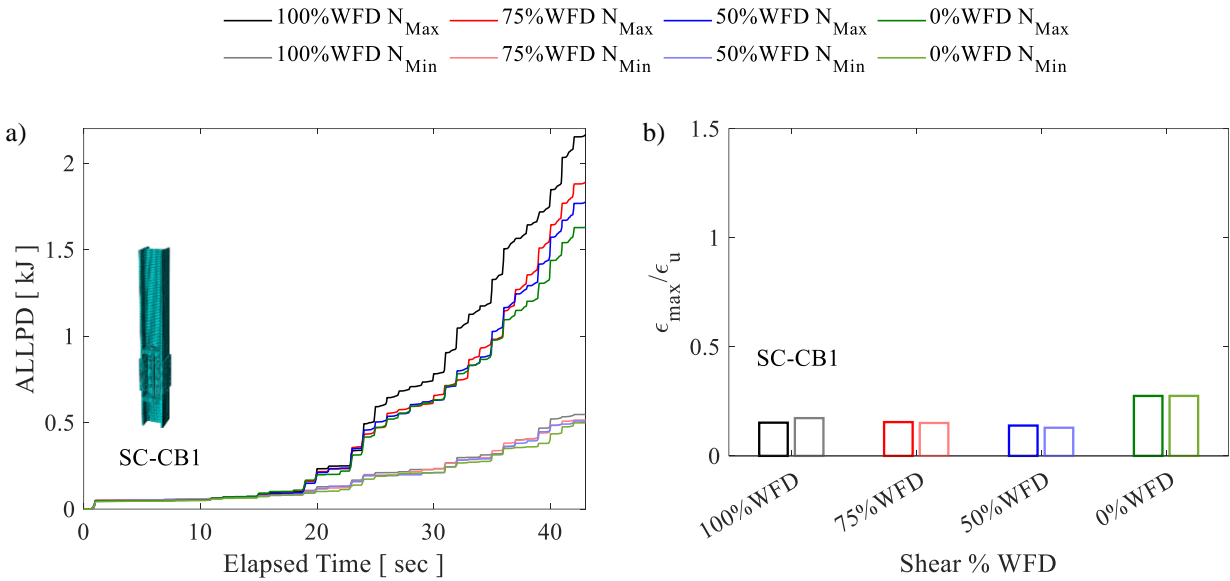 100%WFD N_Max 75%WFD N_Max 50%WFD N_Max 0%WFD N_Max
100%WFD N_Min 75%WFD N_Min 50%WFD N_Min 0%WFD N_Min
a)
ALLPD [ kJ ]
2
1.5
1
0.5
0
SC-CB1
0 10 20 30 40
Elapsed Time [ sec ]
b)
ϵ_max/ϵ_u
1.5
1
0.5
0
SC-CB1
100%WFD 75%WFD 50%WFD 0%WFD
Shear % WFD